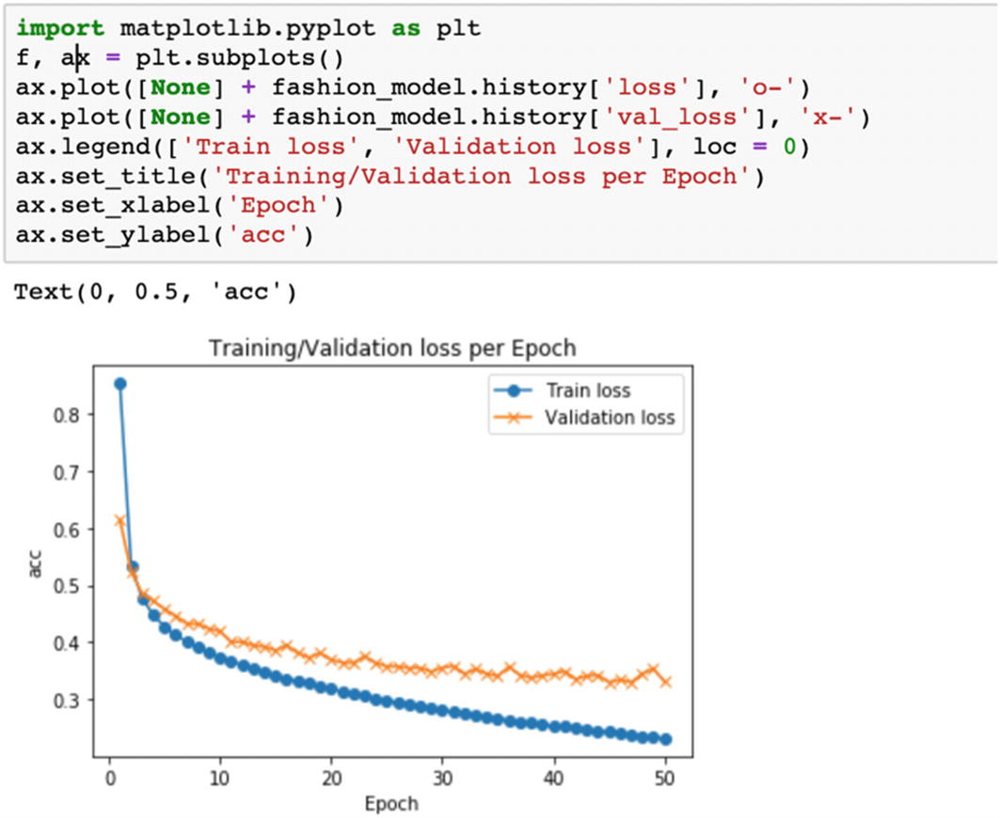 import matplotlib.pyplot as plt
f, ax = plt.subplots()
ax.plot([None] + fashion_model.history['loss'], 'o-')
ax.plot([None] + fashion_model.history['val_loss'], 'x-')
ax.legend(['Train loss', 'Validation loss'], loc = 0)
ax.set_title('Training/Validation loss per Epoch')
ax.set_xlabel('Epoch')
ax.set_ylabel('acc')
Text(0, 0.5, 'acc')
Training/Validation loss per Epoch
Train loss
Validation loss
0.8
0.7
0.6
0.5
0.4
0.3
acc
0 10 20 30 40 50
Epoch